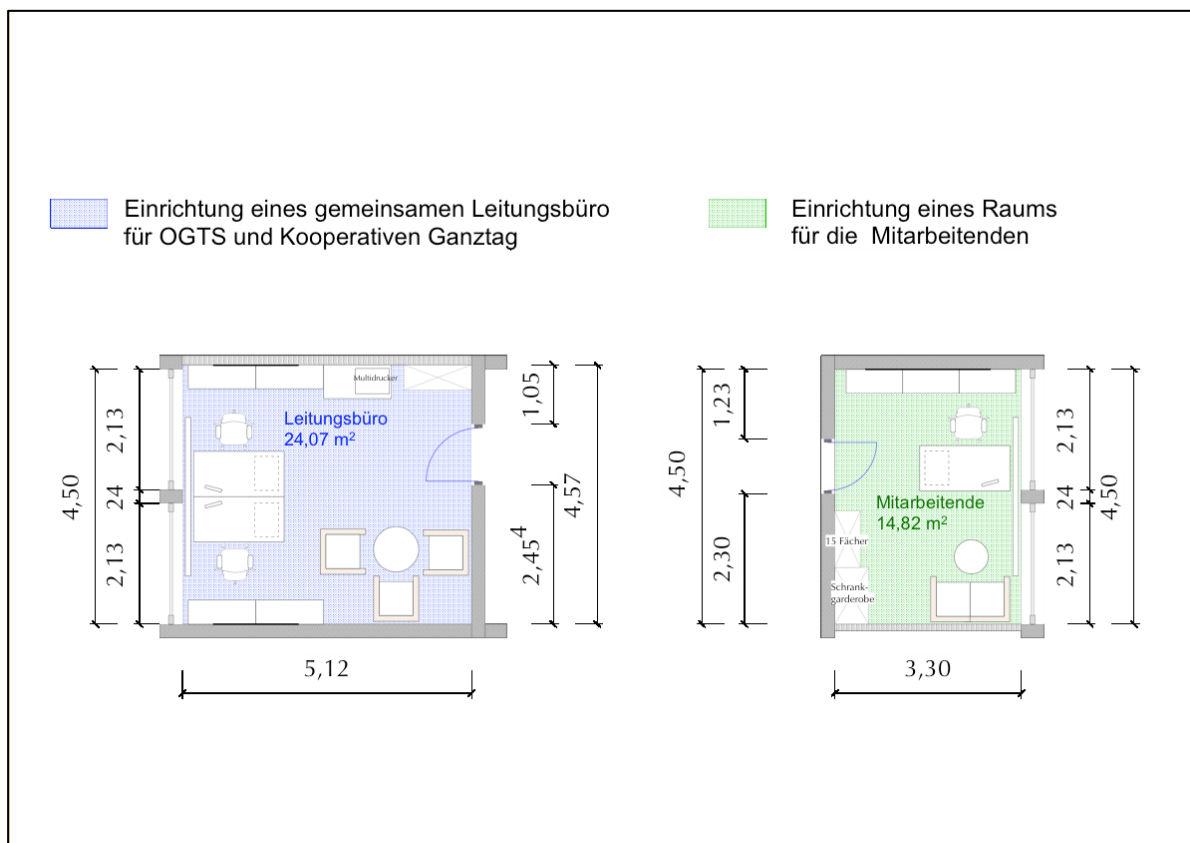 Einrichtung eines gemeinsamen Leitungsbüro
für OGTS und Kooperativen Ganztag
Einrichtung eines Raums
für die Mitarbeitenden
Multidrucker
Leitungsbüro
24,07 m²
4,50
2,13
24
2,13
1,05
2,45⁴
4,57
5,12
4,50
1,23
2,30
Mitarbeitende
14,82 m²
15 Fächer
Schrank-
garderobe
2,13
24
2,13
4,50
3,30